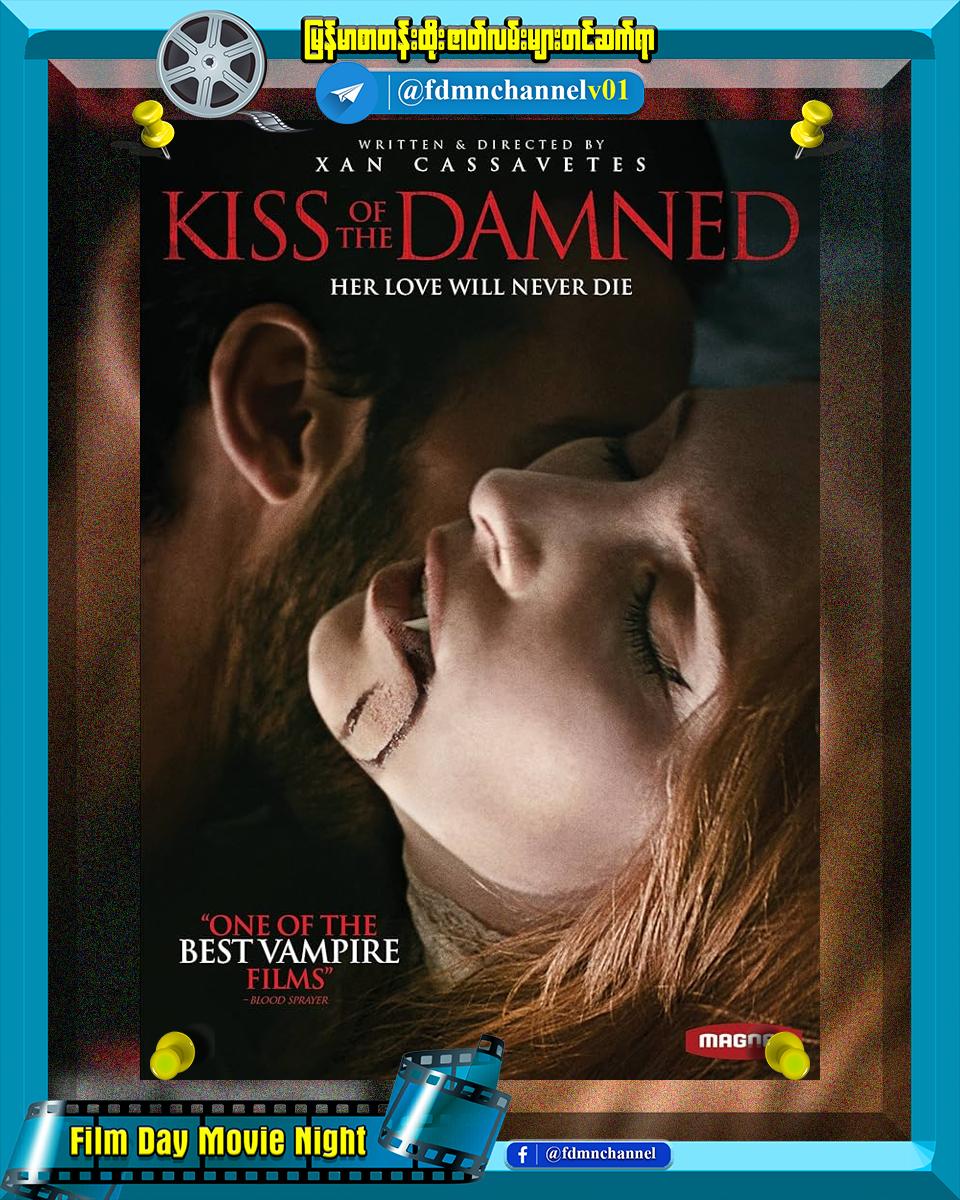 မြန်မာစာတန်းထိုး ဇာတ်လမ်းများတင်ဆက်ရာ
@fdmnchannelv01
WRITTEN & DIRECTED BY
XAN CASSAVETES
KISS OF THE DAMNED
HER LOVE WILL NEVER DIE
“ONE OF THE
BEST VAMPIRE
FILMS”
- BLOOD SPRAYER
Film Day Movie Night
@fdmnchannel